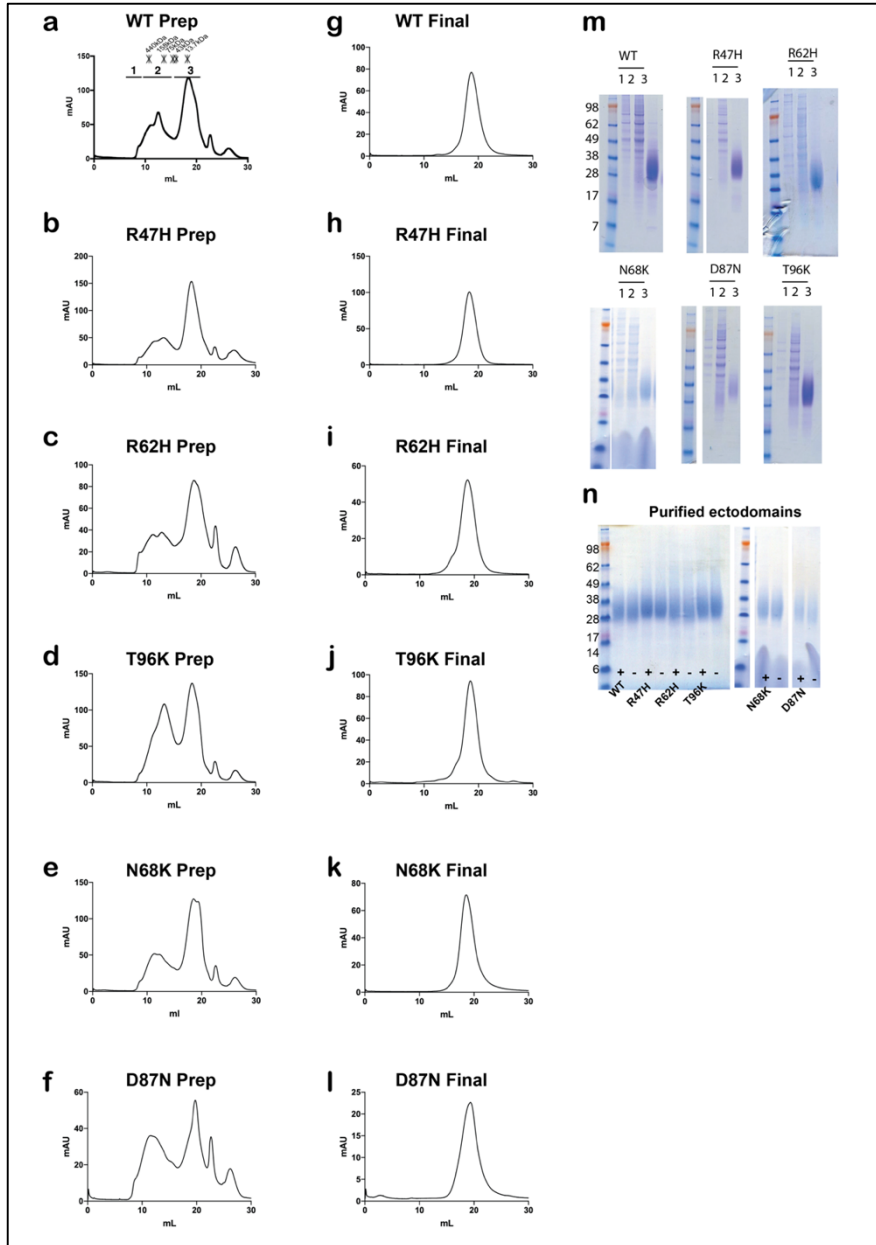 a
WT Prep
440kDa
158kDa
75kDa
43kDa
13.7kDa
1 2 3
150
100
50
0
mAU
0 10 20 30
mL
g
WT Final
100
80
60
40
20
0
mAU
0 10 20 30
mL
b
R47H Prep
200
150
100
50
0
mAU
0 10 20 30
mL
h
R47H Final
150
100
50
0
mAU
0 10 20 30
mL
c
R62H Prep
100
80
60
40
20
0
mAU
0 10 20 30
mL
i
R62H Final
60
40
20
0
mAU
0 10 20 30
mL
d
T96K Prep
150
100
50
0
mAU
0 10 20 30
mL
j
T96K Final
100
80
60
40
20
0
mAU
0 10 20 30
mL
e
N68K Prep
150
100
50
0
mAU
0 10 20 30
ml
k
N68K Final
80
60
40
20
0
mAU
0 10 20 30
mL
f
D87N Prep
60
40
20
0
mAU
0 10 20 30
mL
l
D87N Final
25
20
15
10
5
0
mAU
0 10 20 30
mL
m
WT R47H R62H
1 2 3 1 2 3 1 2 3
98
62
49
38
28
17
7
N68K D87N T96K
1 2 3 1 2 3 1 2 3
n
Purified ectodomains
98
62
49
38
28
17
14
6
+ - + - + - + - + - + -
WT R47H R62H T96K N68K D87N